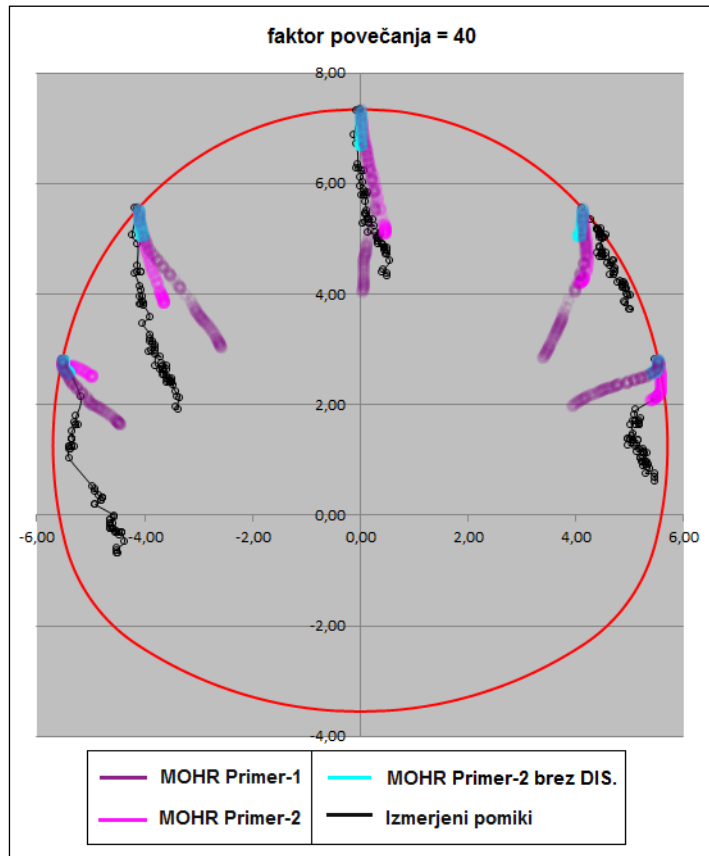 faktor povečanja = 40
8,00
6,00
4,00
2,00
0,00
-6,00 -4,00 -2,00 0,00 2,00 4,00 6,00
-2,00
-4,00
MOHR Primer-1
MOHR Primer-2 brez DIS.
MOHR Primer-2
Izmerjeni pomiki